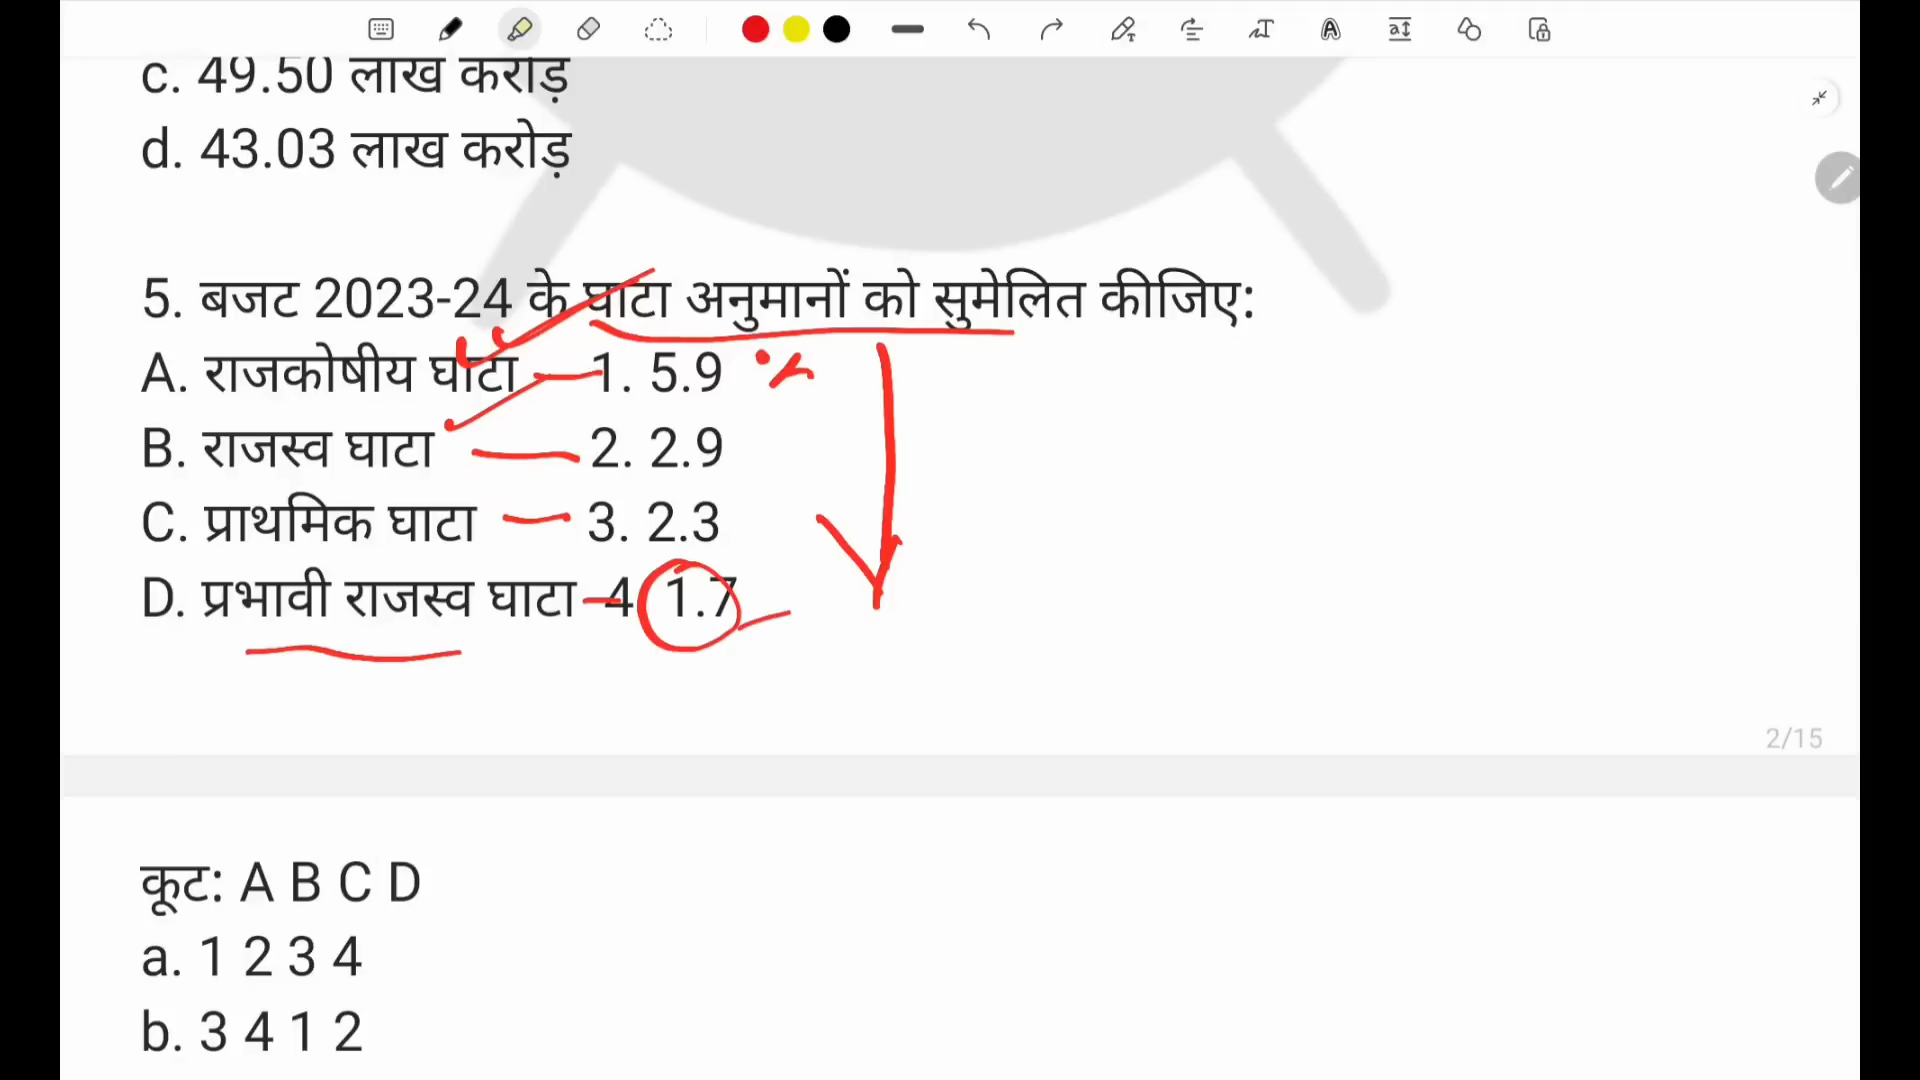 c. 49.50 लाख करोड़
d. 43.03 लाख करोड़
5. बजट 2023-24 के घाटा अनुमानों को सुमेलित कीजिए:
A. राजकोषीय घाटा 1. 5.9 %
B. राजस्व घाटा 2. 2.9
C. प्राथमिक घाटा 3. 2.3
D. प्रभावी राजस्व घाटा 4 1.7
2/15
कूट: A B C D
a. 1 2 3 4
b. 3 4 1 2